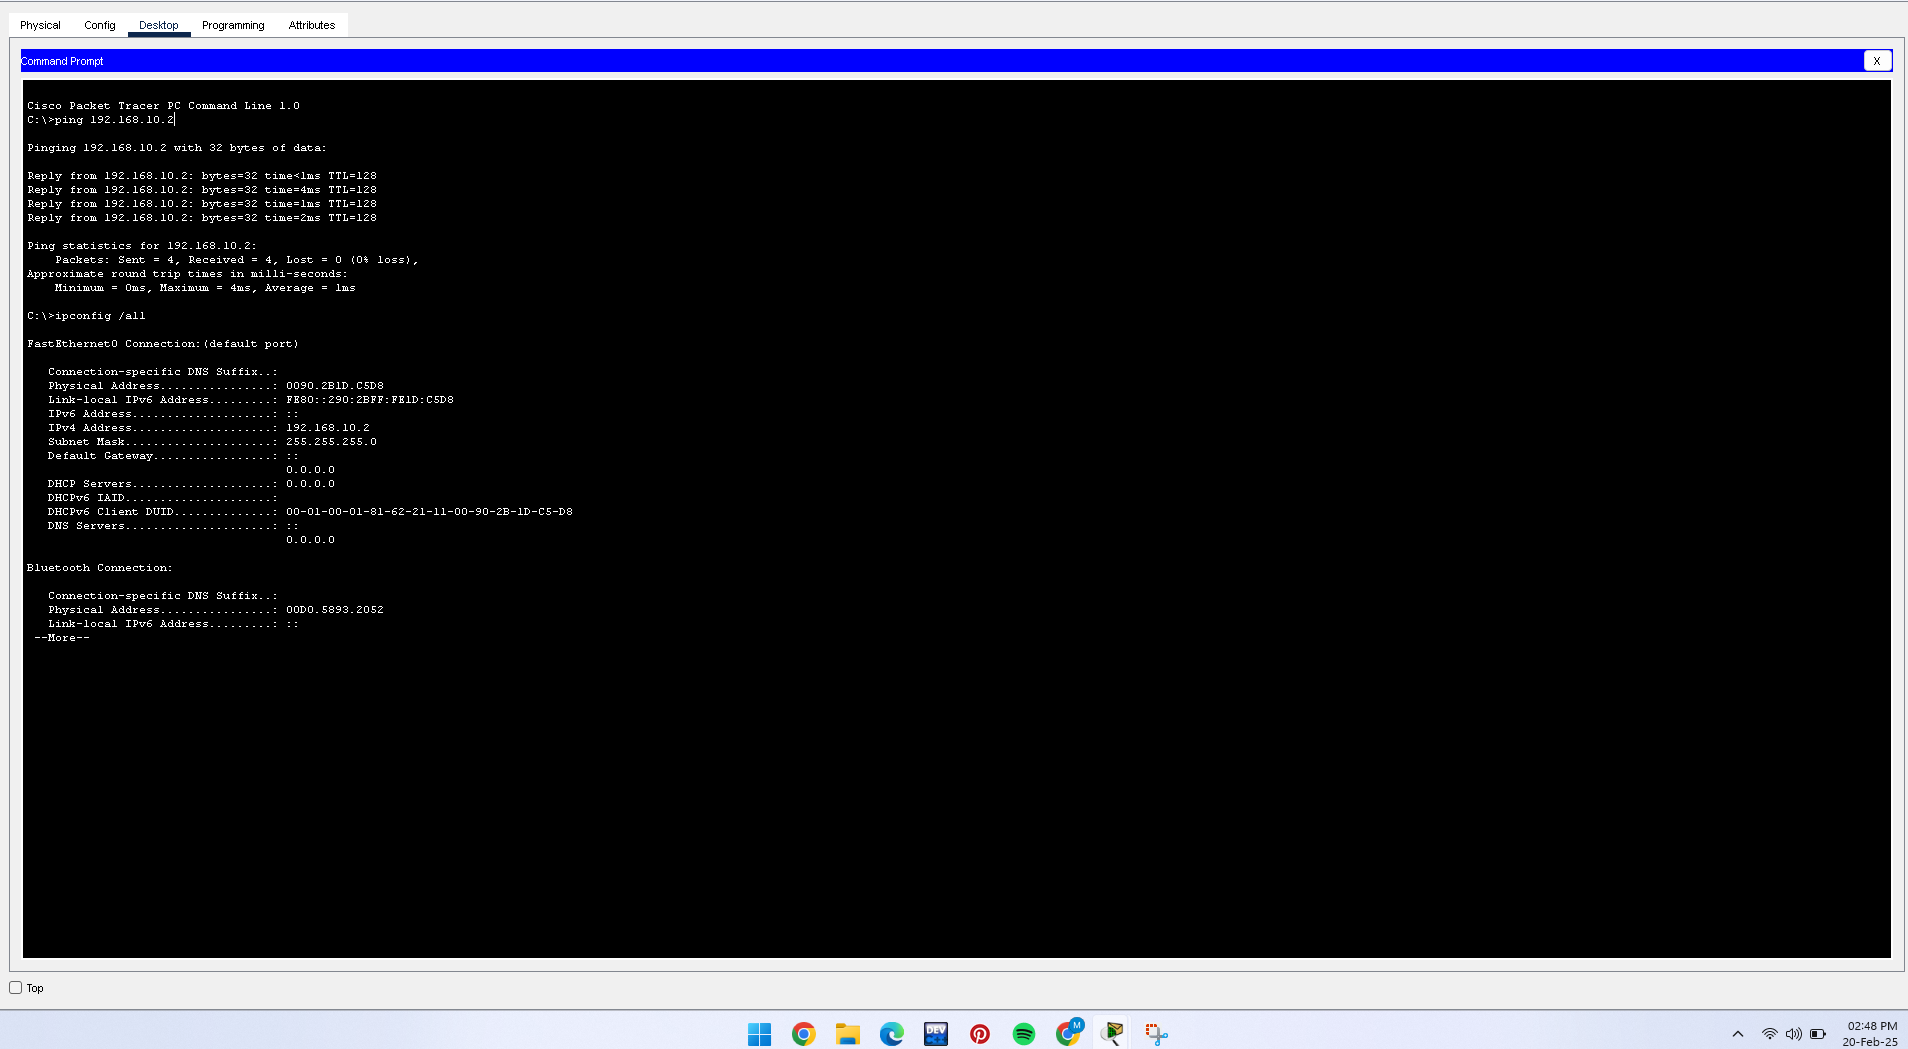 Physical Config Desktop Programming Attributes
Command Prompt X
Cisco Packet Tracer PC Command Line 1.0
C:\>ping 192.168.10.2
Pinging 192.168.10.2 with 32 bytes of data:
Reply from 192.168.10.2: bytes=32 time<1ms TTL=128
Reply from 192.168.10.2: bytes=32 time=4ms TTL=128
Reply from 192.168.10.2: bytes=32 time=1ms TTL=128
Reply from 192.168.10.2: bytes=32 time=2ms TTL=128
Ping statistics for 192.168.10.2:
Packets: Sent = 4, Received = 4, Lost = 0 (0% loss),
Approximate round trip times in milli-seconds:
Minimum = 0ms, Maximum = 4ms, Average = 1ms
C:\>ipconfig /all
FastEthernet0 Connection:(default port)
Connection-specific DNS Suffix..:
Physical Address................: 0090.2B1D.C5D8
Link-local IPv6 Address.........: FE80::290:2BFF:FE1D:C5D8
IPv6 Address....................: ::
IPv4 Address....................: 192.168.10.2
Subnet Mask.....................: 255.255.255.0
Default Gateway.................: ::
0.0.0.0
DHCP Servers....................: 0.0.0.0
DHCPv6 IAID.....................:
DHCPv6 Client DUID..............: 00-01-00-01-81-62-21-11-00-90-2B-1D-C5-D8
DNS Servers.....................: ::
0.0.0.0
Bluetooth Connection:
Connection-specific DNS Suffix..:
Physical Address................: 00D0.5893.2052
Link-local IPv6 Address.........: ::
--More--
Top
DEV
M
02:48 PM
20-Feb-25